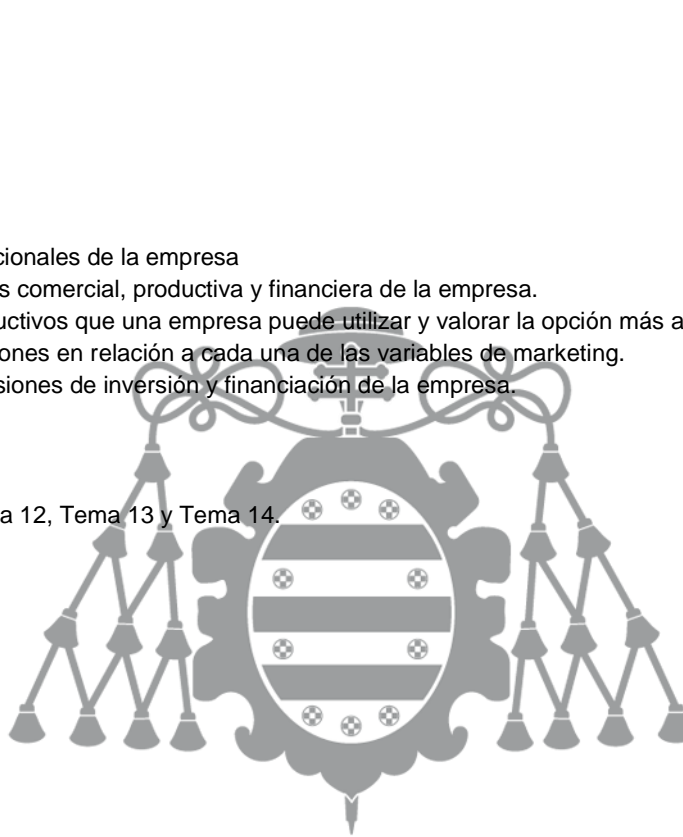 cionales de la empresa
s comercial, productiva y financiera de la empresa.
uctivos que una empresa puede utilizar y valorar la opción más a
ones en relación a cada una de las variables de marketing.
siones de inversión y financiación de la empresa.
a 12, Tema 13 y Tema 14.